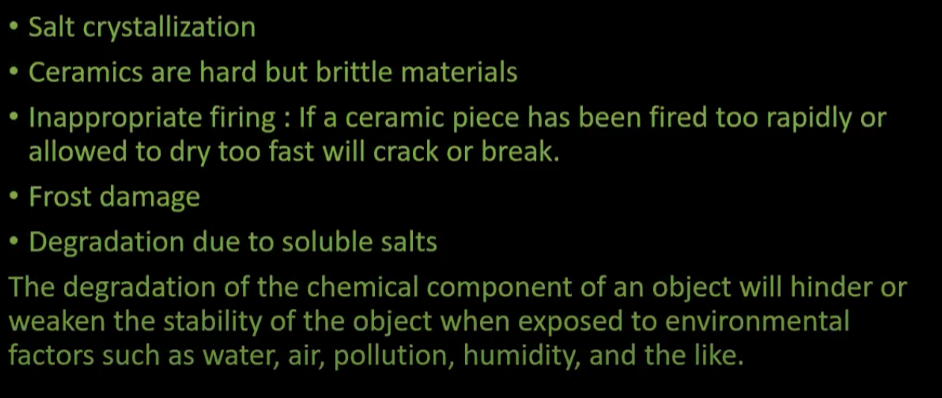 • Salt crystallization
• Ceramics are hard but brittle materials
• Inappropriate firing : If a ceramic piece has been fired too rapidly or
allowed to dry too fast will crack or break.
• Frost damage
• Degradation due to soluble salts
The degradation of the chemical component of an object will hinder or
weaken the stability of the object when exposed to environmental
factors such as water, air, pollution, humidity, and the like.